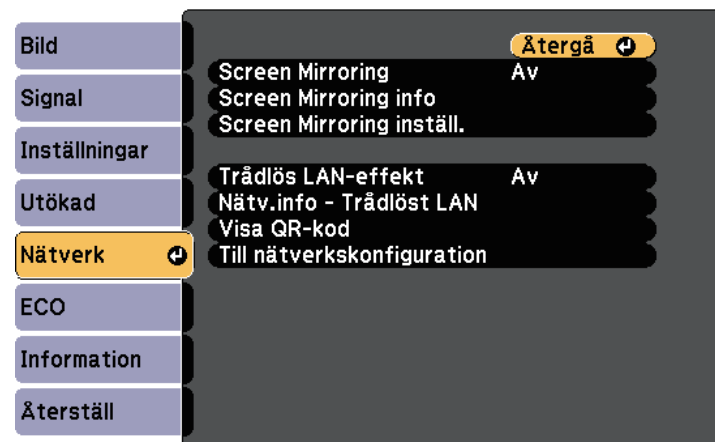 Bild
Signal
Inställningar
Utökad
Nätverk
ECO
Information
Återställ
Återgå
Screen Mirroring Av
Screen Mirroring info
Screen Mirroring inställ.
Trådlös LAN-effekt Av
Nätv.info - Trådlöst LAN
Visa QR-kod
Till nätverkskonfiguration